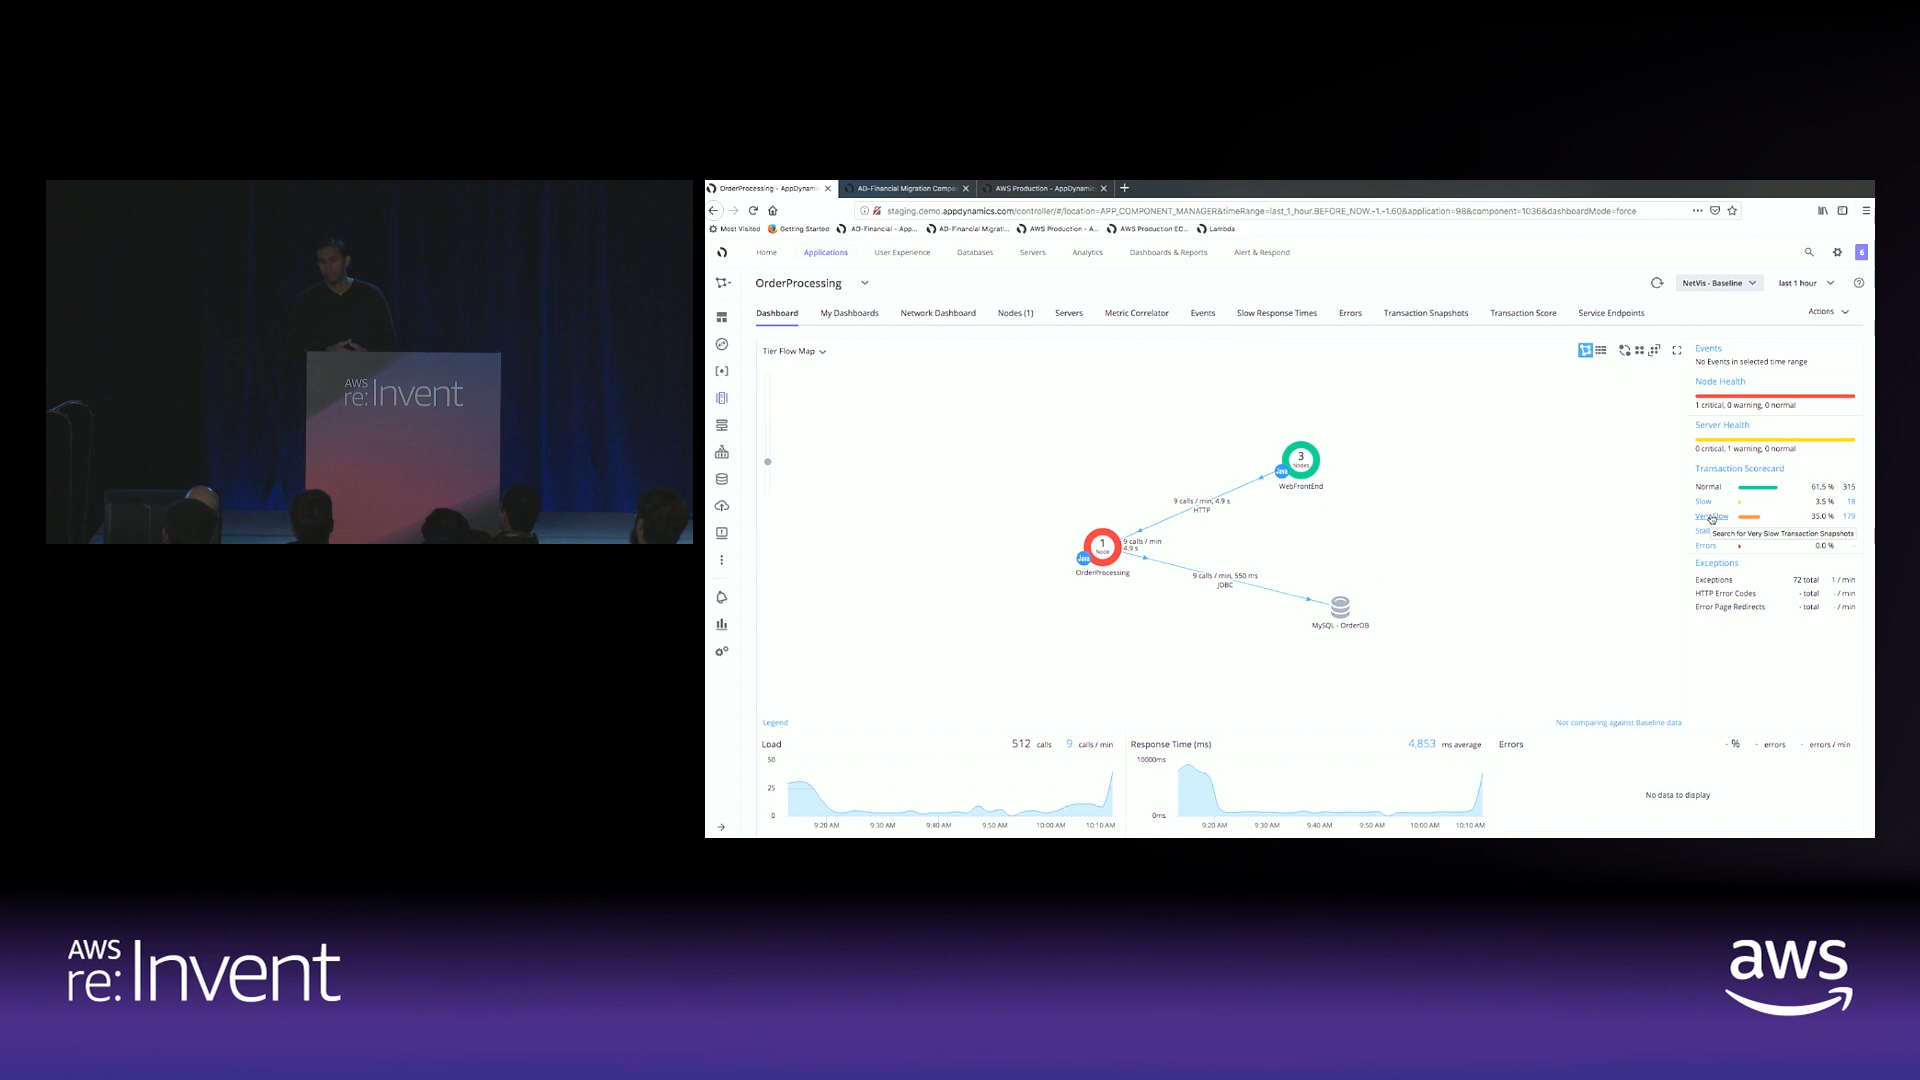 AWS
re:Invent
OrderProcessing - AppDynamic
AD-Financial Migration Compa
AWS Production - AppDynamic
staging.demo.appdynamics.com/controller/#/location=APP_COMPONENT_MANAGER&timeRange=last_1_hour.BEFORE_NOW.-1.-1.60&application=98&component=1036&dashboardMode=force
Most Visited Getting Started AD-Financial - App... AD-Financial Migrati... AWS Production - A... AWS Production EC... Lamboa
Home Applications User Experience Databases Servers Analytics Dashboards & Reports Alert & Respond 6
OrderProcessing NetVis - Baseline last 1 hour
Dashboard My Dashboards Network Dashboard Nodes (1) Servers Metric Correlator Events Slow Response Times Errors Transaction Snapshots Transaction Score Service Endpoints Actions
Tier Flow Map
3
Nodes
Java
WebFrontEnd
9 calls / min, 4.9 s
HTTP
1
Node
Java
OrderProcessing
9 calls / min
4.9 s
9 calls / min, 550 ms
JDBC
MySQL - OrderDB
Events
No Events in selected time range
Node Health
1 critical, 0 warning, 0 normal
Server Health
0 critical, 1 warning, 0 normal
Transaction Scorecard
Normal 61.5 % 315
Slow 3.5 % 18
Very Slow 35.0 % 179
Stall
Search for Very Slow Transaction Snapshots
Errors 0.0 % -
Exceptions
Exceptions 72 total 1 / min
HTTP Error Codes - total - / min
Error Page Redirects - total - / min
Legend
Not comparing against Baseline data
Load 512 calls 9 calls / min
50
25
0
9:20 AM 9:30 AM 9:40 AM 9:50 AM 10:00 AM 10:10 AM
Response Time (ms) 4,853 ms average
10000ms
0ms
9:20 AM 9:30 AM 9:40 AM 9:50 AM 10:00 AM 10:10 AM
Errors - % - errors - errors / min
No data to display
AWS
re:Invent
aws